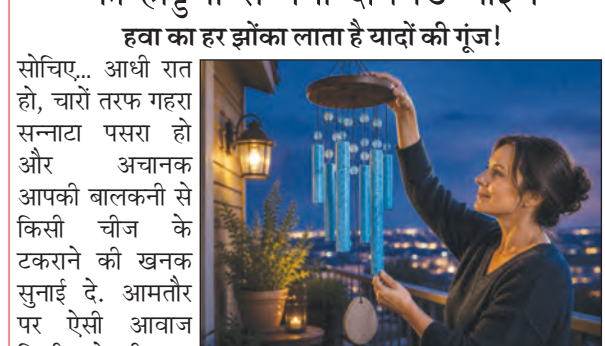 हवा का हर झोंका लाता है यादों की गूंज!
सोचिए... आधी रात
हो, चारों तरफ गहरा
सन्नाटा पसरा हो
और अचानक
आपकी बालकनी से
किसी चीज के
टकराने की खनक
सुनाई दे. आमतौर
पर ऐसी आवाज